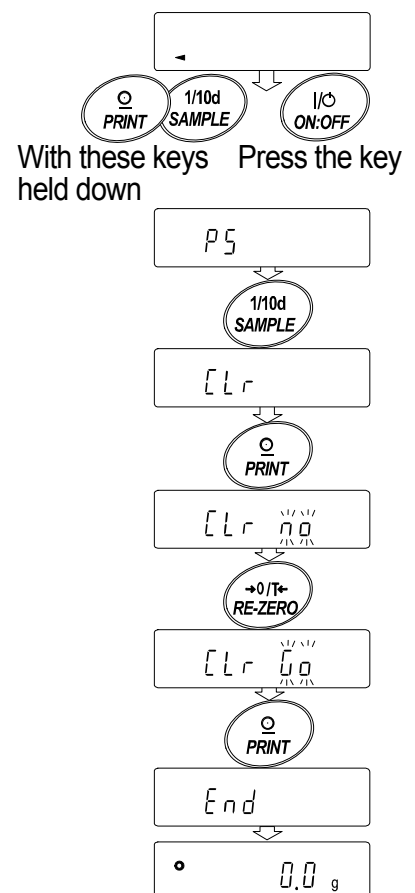 1/10d |/
PRINT SAMPLE ON:OFF
With these keys Press the key
held down
PS
1/10d
SAMPLE
CLr
PRINT
CLr no
→0/T←
RE-ZERO
CLr Go
PRINT
End
0.0 g